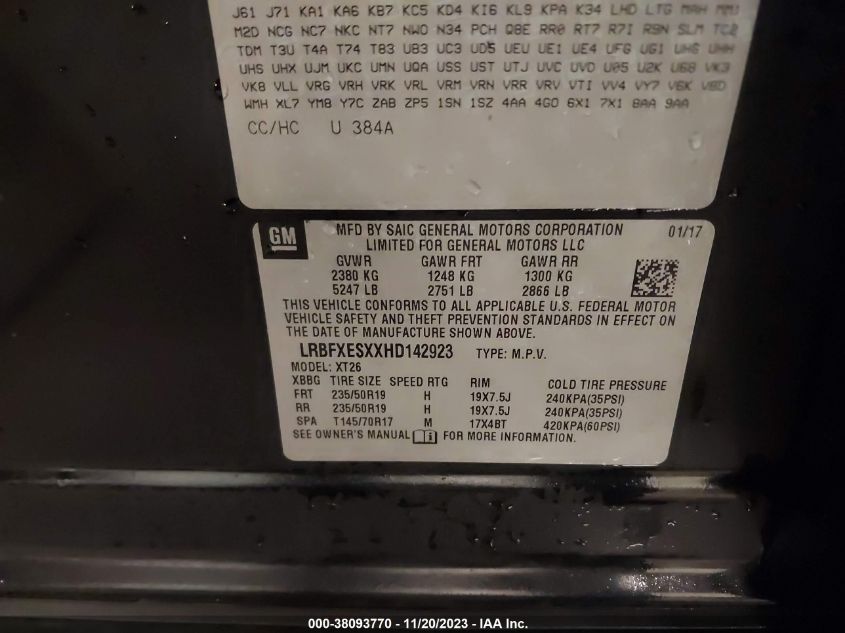 J61 J71 KA1 KA6 KB7 KC5 KD4 KI6 KL9 KPA K34 LHD LTG MAH MMJ
M2D NCG NC7 NKC NT7 NWO N34 PCH Q8E RR0 RT7 R7I R9N SLM TC2
TDM T3U T4A T74 T83 UB3 UC3 UD5 UEU UE1 UE4 UFG UG1 UHG UHH
UHS UHX UJM UKC UMN UQA USS UST UTJ UVC UVD U05 U2K U68 VK3
VK8 VLL VRG VRH VRK VRL VRM VRN VRR VRV VTI VV4 VY7 V6K V8D
WMH XL7 YM8 Y7C ZAB ZP5 1SN 1SZ 4AA 4G0 6X1 7X1 8AA 9AA
CC/HC U 384A
GM
MFD BY SAIC GENERAL MOTORS CORPORATION 01/17
LIMITED FOR GENERAL MOTORS LLC
GVWR GAWR FRT GAWR RR
2380 KG 1248 KG 1300 KG
5247 LB 2751 LB 2866 LB
THIS VEHICLE CONFORMS TO ALL APPLICABLE U.S. FEDERAL MOTOR
VEHICLE SAFETY AND THEFT PREVENTION STANDARDS IN EFFECT ON
THE DATE OF MANUFACTURE SHOWN ABOVE.
LRBFXESXXHD142923 TYPE: M.P.V.
MODEL: XT26
XBBG TIRE SIZE SPEED RTG RIM COLD TIRE PRESSURE
FRT 235/50R19 H 19X7.5J 240KPA(35PSI)
RR 235/50R19 H 19X7.5J 240KPA(35PSI)
SPA T145/70R17 M 17X4BT 420KPA(60PSI)
SEE OWNER'S MANUAL FOR MORE INFORMATION.
000-38093770 - 11/20/2023 - IAA Inc.